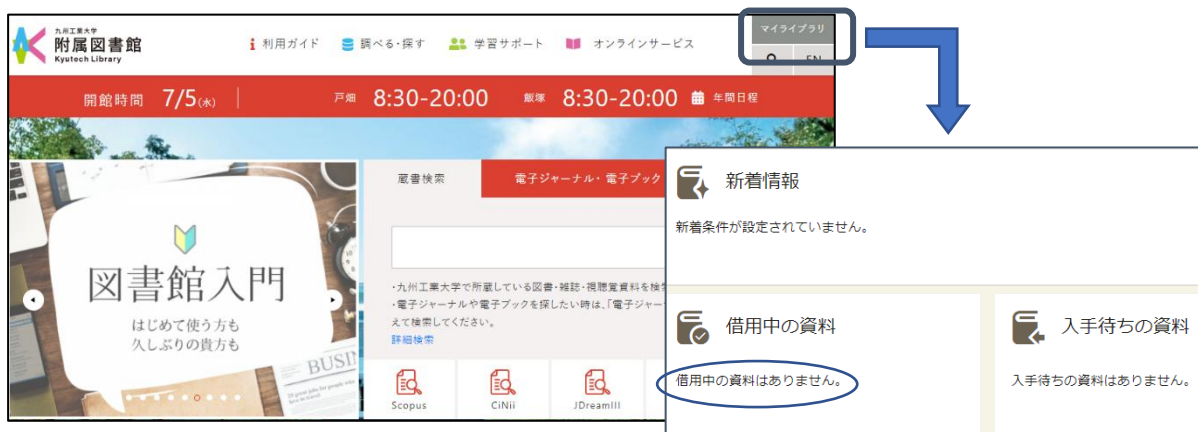 九州工業大学
附属図書館
Kyutech Library
利用ガイド
調べる・探す
学習サポート
オンラインサービス
マイライブラリ
EN
開館時間 7/5(水)
戸畑 8:30-20:00
飯塚 8:30-20:00
年間日程
図書館入門
はじめて使う方も
久しぶりの貴方も
BUSI
蔵書検索
電子ジャーナル・電子ブック
・九州工業大学で所蔵している図書・雑誌・視聴覚資料を検
・電子ジャーナルや電子ブックを探したい時は、「電子ジャー
えて検索してください。
詳細検索
Scopus
CiNii
JDreamIII
新着情報
新着条件が設定されていません。
借用中の資料
借用中の資料はありません。
入手待ちの資料
入手待ちの資料はありません。